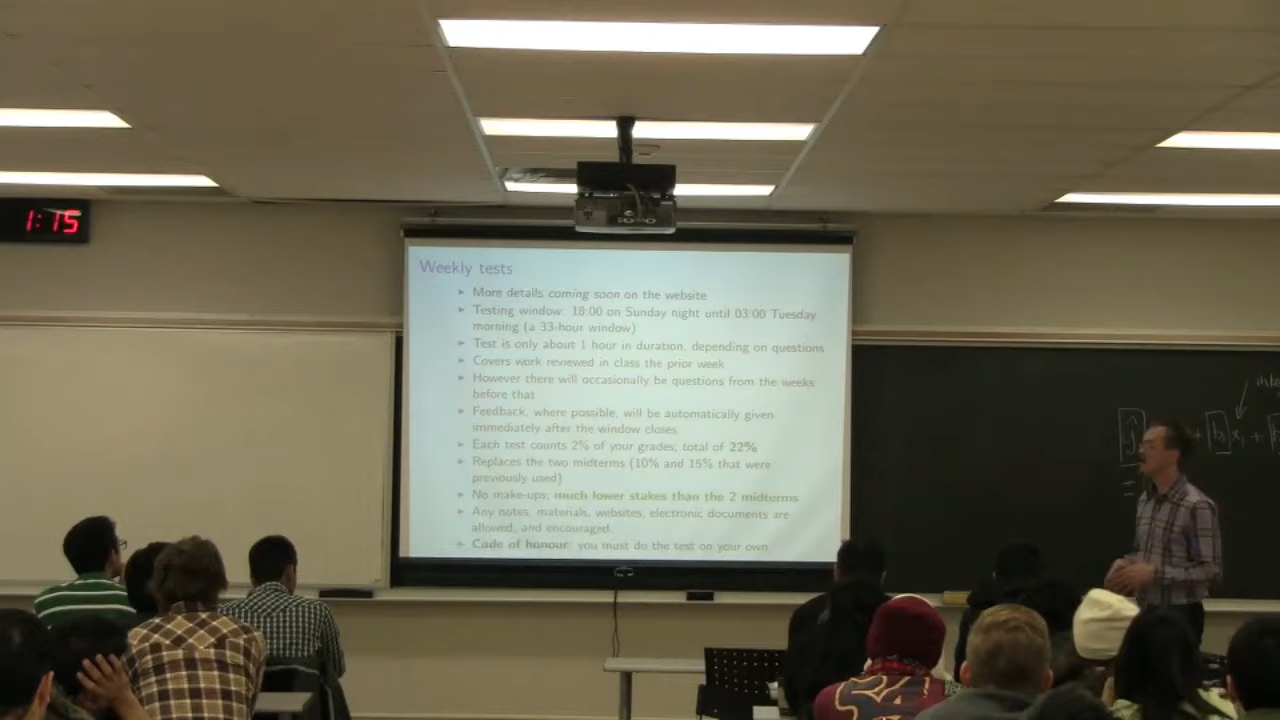 1:15
Weekly tests
More details coming soon on the website
Testing window: 18:00 on Sunday night until 03:00 Tuesday
morning (a 33-hour window)
Test is only about 1 hour in duration, depending on questions
Covers work reviewed in class the prior week
However there will occasionally be questions from the weeks
before that
Feedback, where possible, will be automatically given
immediately after the window closes
Each test counts 2% of your grades; total of 22%
Replaces the two midterms (10% and 15% that were
previously used)
No make-ups; much lower stakes than the 2 midterms
Any notes, materials, websites, electronic documents are
allowed, and encouraged.
Code of honour: you must do the test on your own